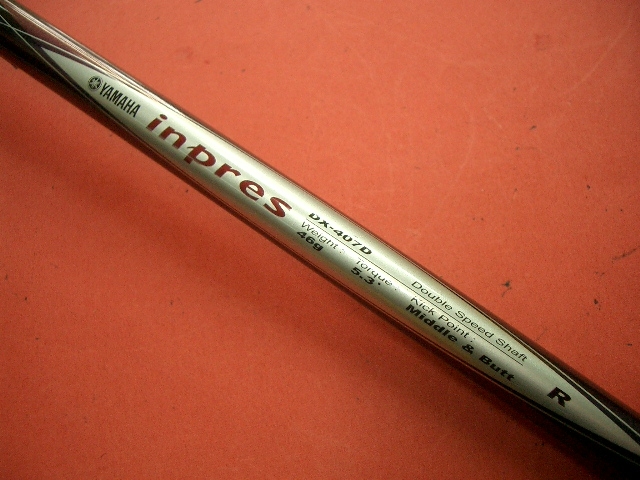 YAMAHA
inpres
DX-407D Double Speed Shaft
Weight: Torque: Kick Point:
46g 5.3° Middle & Butt
R